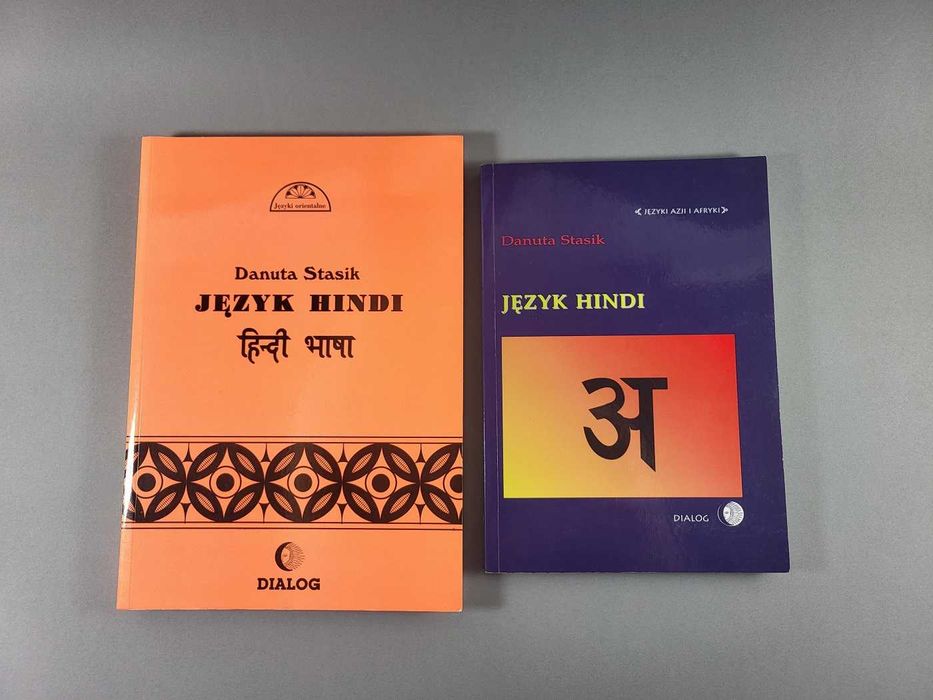 Języki orientalne
Danuta Stasik
JĘZYK HINDI
हिन्दी भाषा
DIALOG
JĘZYKI AZJI I AFRYKI
Danuta Stasik
JĘZYK HINDI
अ
DIALOG